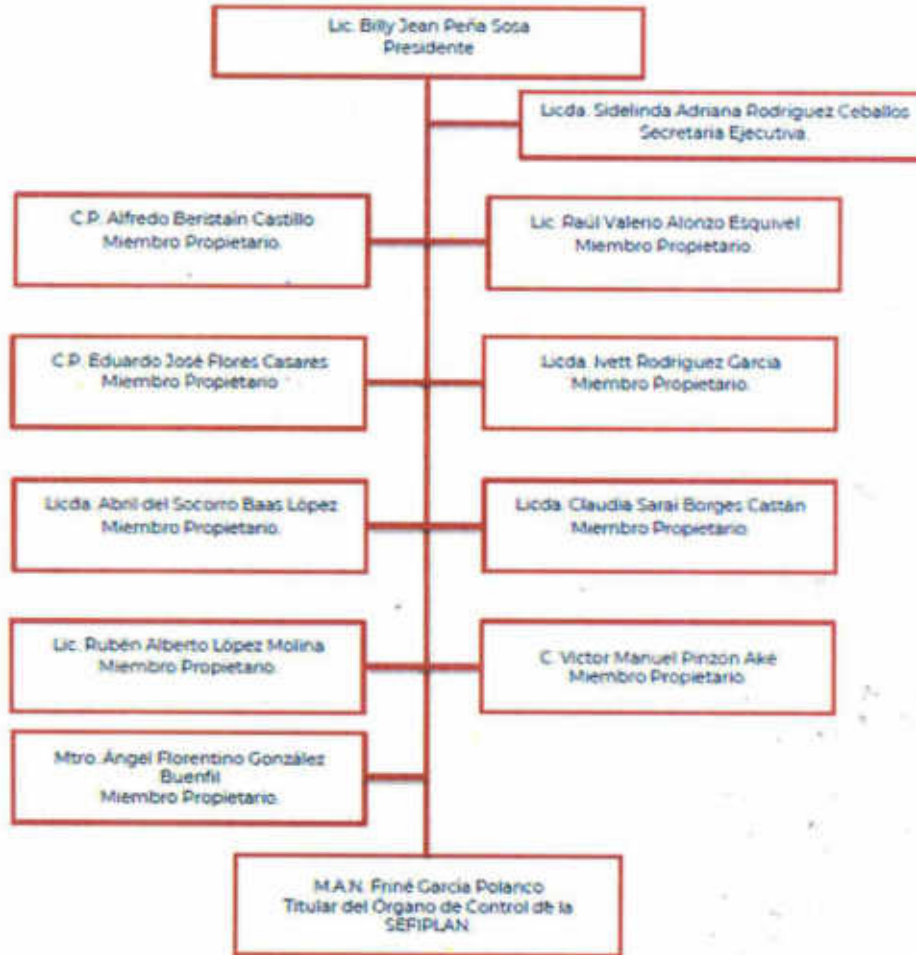 Lic. Billy Jean Peña Sosa
Presidente
Licda. Sidelinda Adriana Rodriguez Ceballos
Secretaria Ejecutiva.
C.P. Alfredo Beristain Castillo
Miembro Propietario.
Lic. Raúl Valerio Alonzo Esquivel
Miembro Propietario.
C.P. Eduardo José Flores Casares
Miembro Propietario
Licda. Ivett Rodriguez Garcia
Miembro Propietario.
Licda. Abril del Socorro Baas López
Miembro Propietario.
Licda. Claudia Sarai Borges Castán
Miembro Propietario.
Lic. Rubén Alberto López Molina
Miembro Propietario.
C. Victor Manuel Pinzon Aké
Miembro Propietario.
Mtro. Ángel Florentino González
Buenfil
Miembro Propietario.
M.A.N. Friné Garcia Polanco
Titular del Órgano de Control de la
SEFIPLAN.